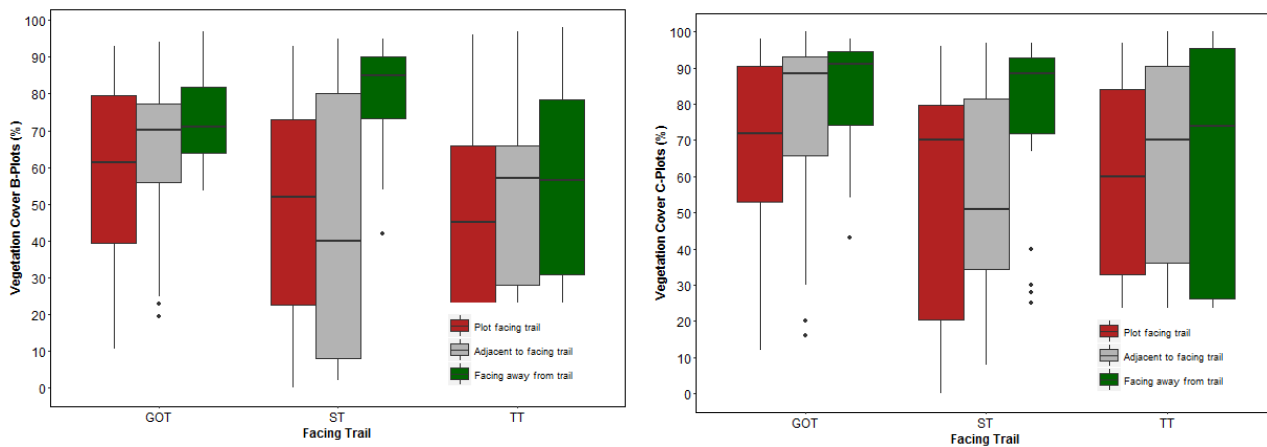 Vegetation Cover B-Plots (%)
100
90
80
70
60
50
40
30
20
10
0
Plot facing trail
Adjacent to facing trail
Facing away from trail
GOT ST TT
Facing Trail
Vegetation Cover C-Plots (%)
100
90
80
70
60
50
40
30
20
10
0
Plot facing trail
Adjacent to facing trail
Facing away from trail
GOT ST TT
Facing Trail